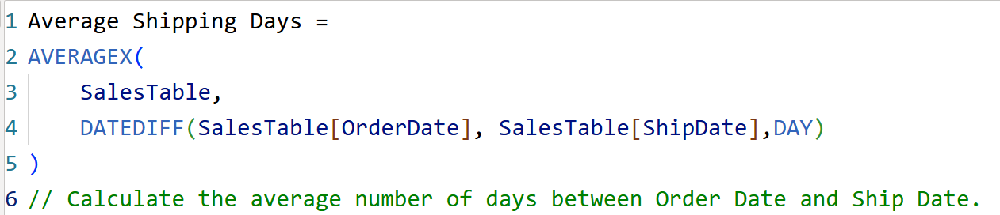 1 Average Shipping Days =
2 AVERAGEX(
3     SalesTable,
4     DATEDIFF(SalesTable[OrderDate], SalesTable[ShipDate],DAY)
5 )
6 // Calculate the average number of days between Order Date and Ship Date.